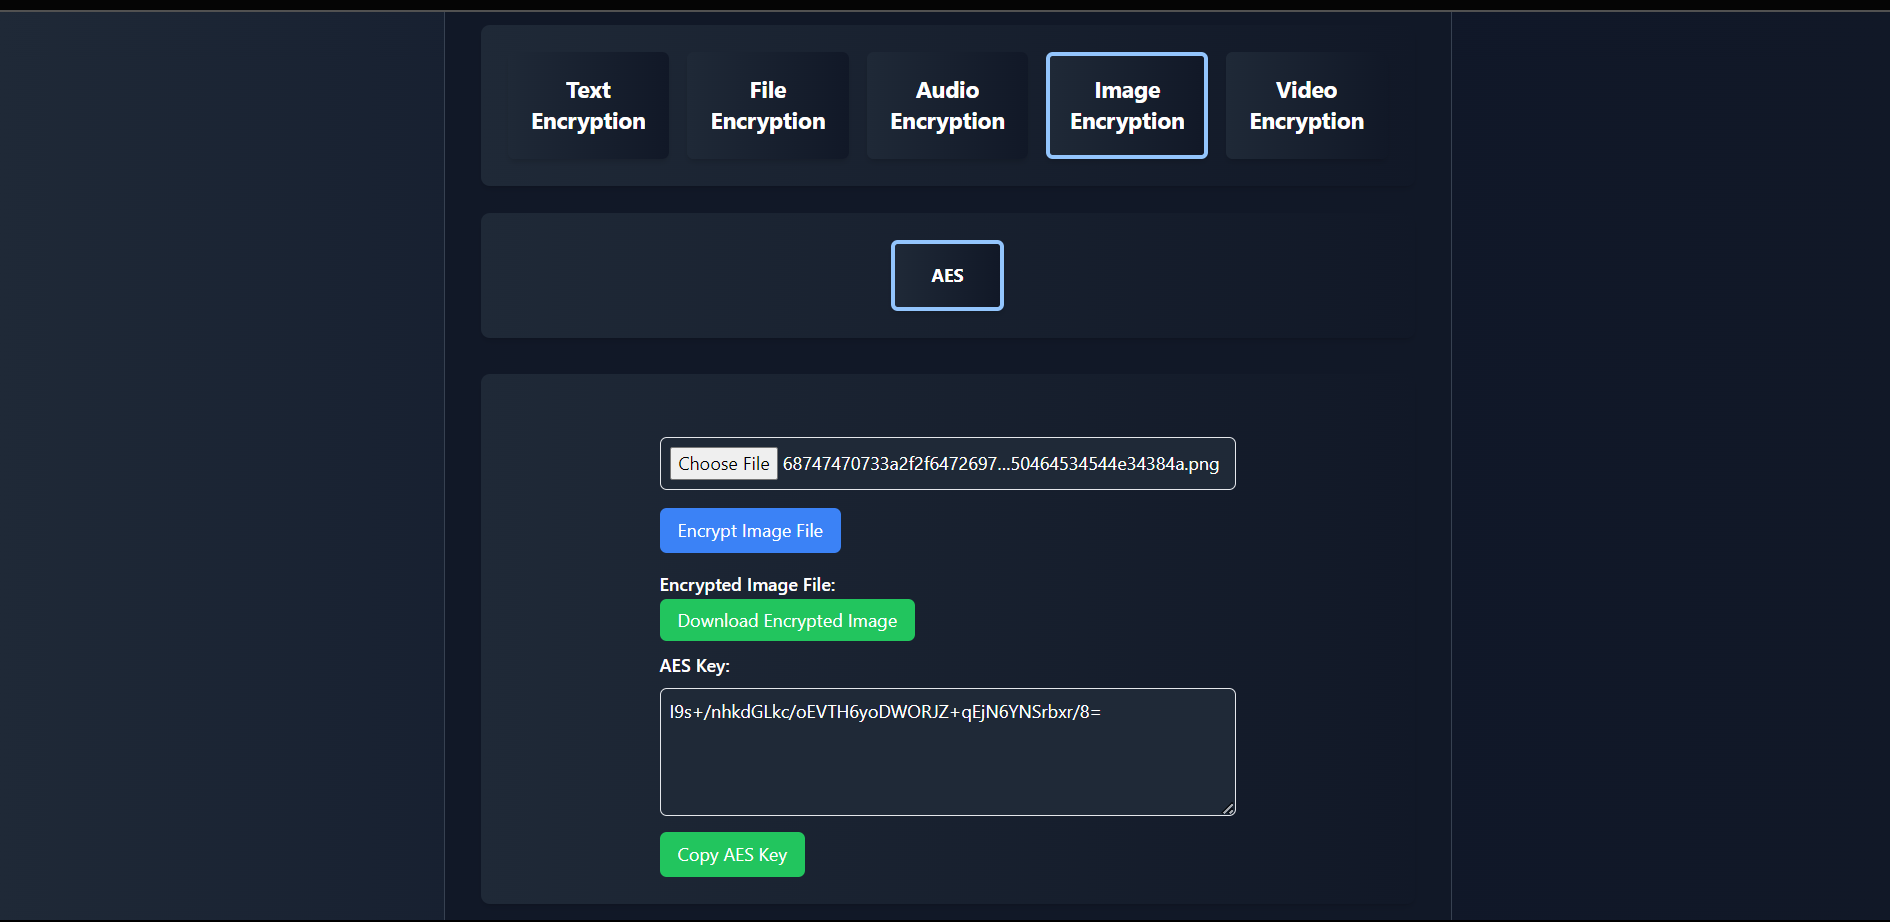 Text
Encryption
File
Encryption
Audio
Encryption
Image
Encryption
Video
Encryption
AES
Choose File 68747470733a2f2f6472697...50464534544e34384a.png
Encrypt Image File
Encrypted Image File:
Download Encrypted Image
AES Key:
I9s+/nhkdGLkc/oEVTH6yoDWORJZ+qEjN6YNSrbxr/8=
Copy AES Key